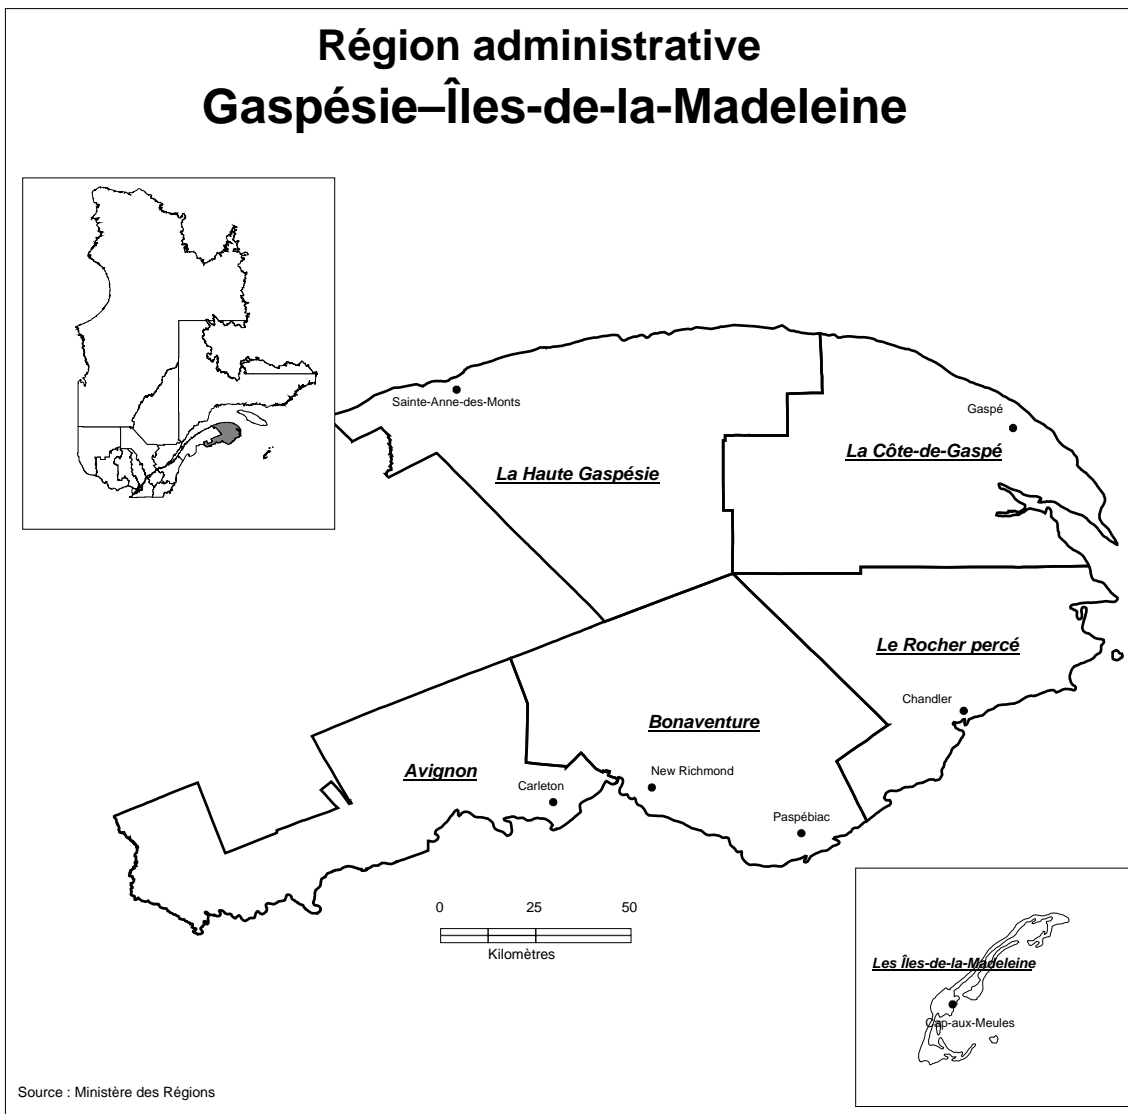 Région administrative
Gaspésie–Îles-de-la-Madeleine
Sainte-Anne-des-Monts
Gaspé
La Côte-de-Gaspé
La Haute Gaspésie
Le Rocher percé
Chandler
Bonaventure
Avignon
New Richmond
Carleton
Paspébiac
0 25 50
Kilomètres
Les Îles-de-la-Madeleine
Cap-aux-Meules
Source : Ministère des Régions